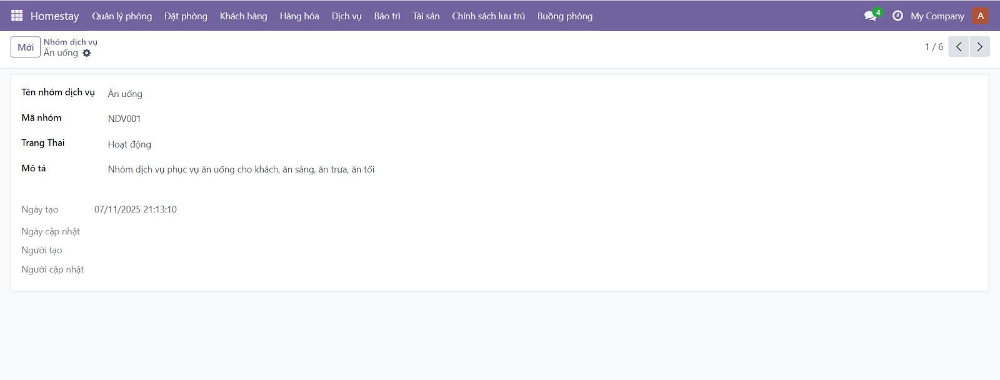 Homestay Quản lý phòng Đặt phòng Khách hàng Hàng hóa Dịch vụ Bảo trì Tài sản Chính sách lưu trú Buồng phòng 4 My Company A
Mới
Nhóm dịch vụ
Ăn uống
1 / 6
Tên nhóm dịch vụ Ăn uống
Mã nhóm NDV001
Trang Thai Hoạt động
Mô tả Nhóm dịch vụ phục vụ ăn uống cho khách, ăn sáng, ăn trưa, ăn tối
Ngày tạo 07/11/2025 21:13:10
Ngày cập nhật
Người tạo
Người cập nhật